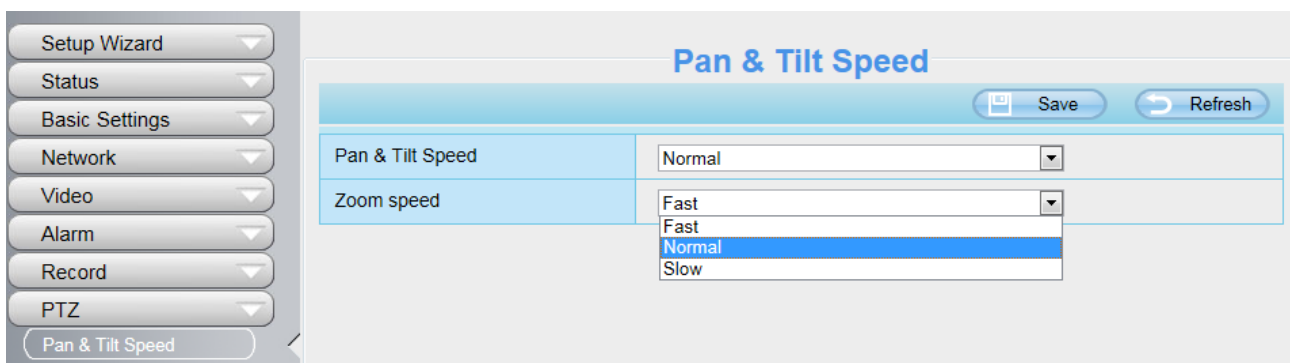 Setup Wizard
Status
Basic Settings
Network
Video
Alarm
Record
PTZ
Pan & Tilt Speed
Pan & Tilt Speed
Save Refresh
Pan & Tilt Speed Normal
Zoom speed Fast
Fast
Normal
Slow